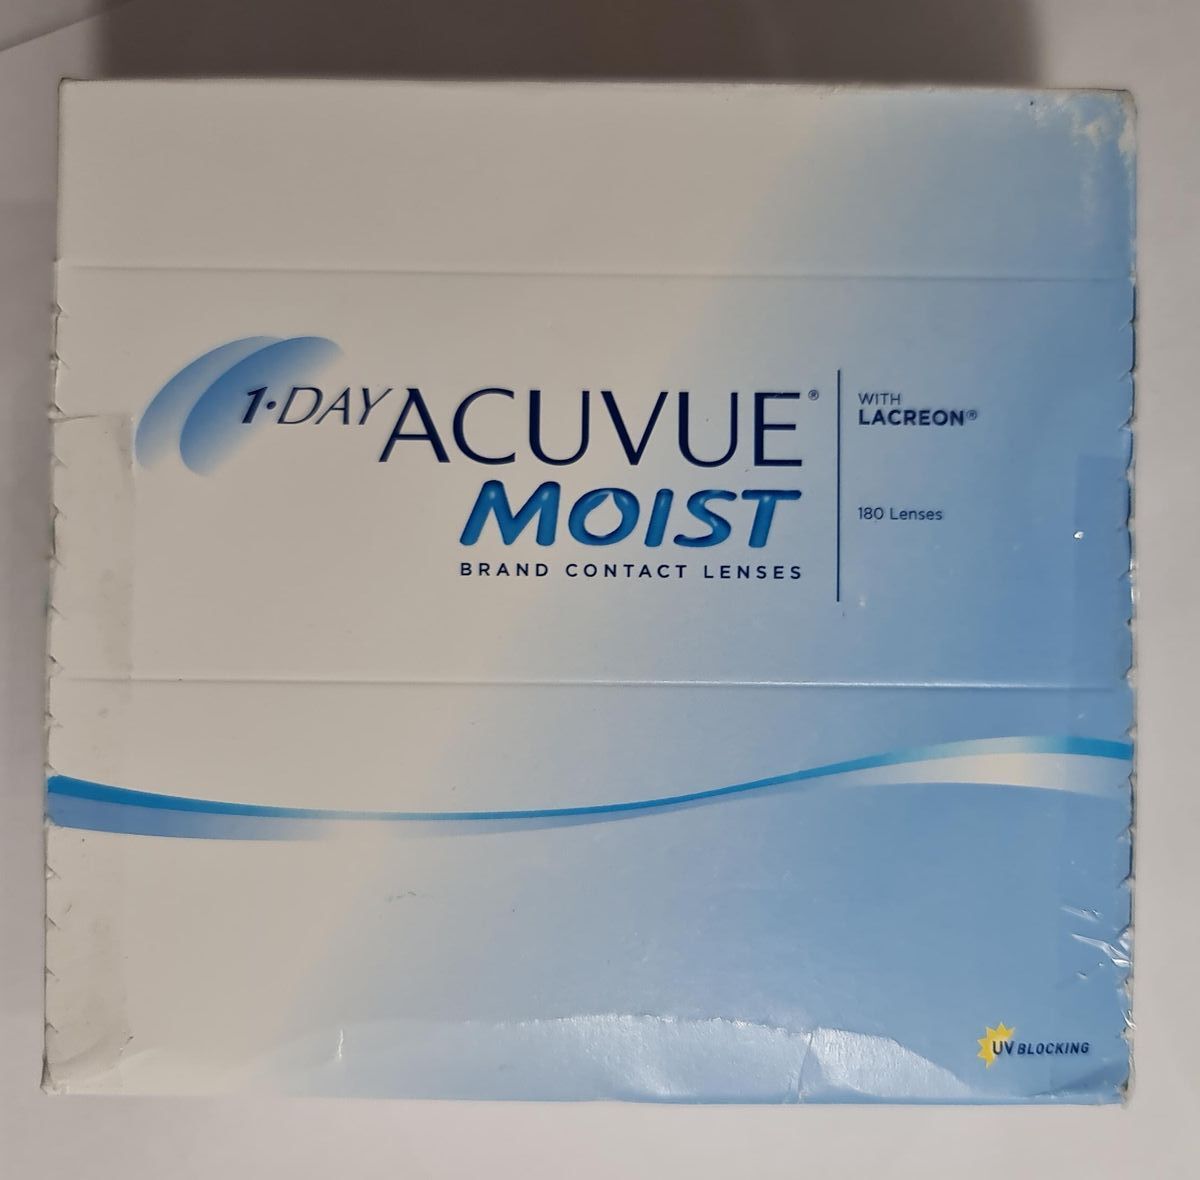 1·DAY ACUVUE®
MOIST
BRAND CONTACT LENSES
WITH
LACREON®
180 Lenses
UV BLOCKING